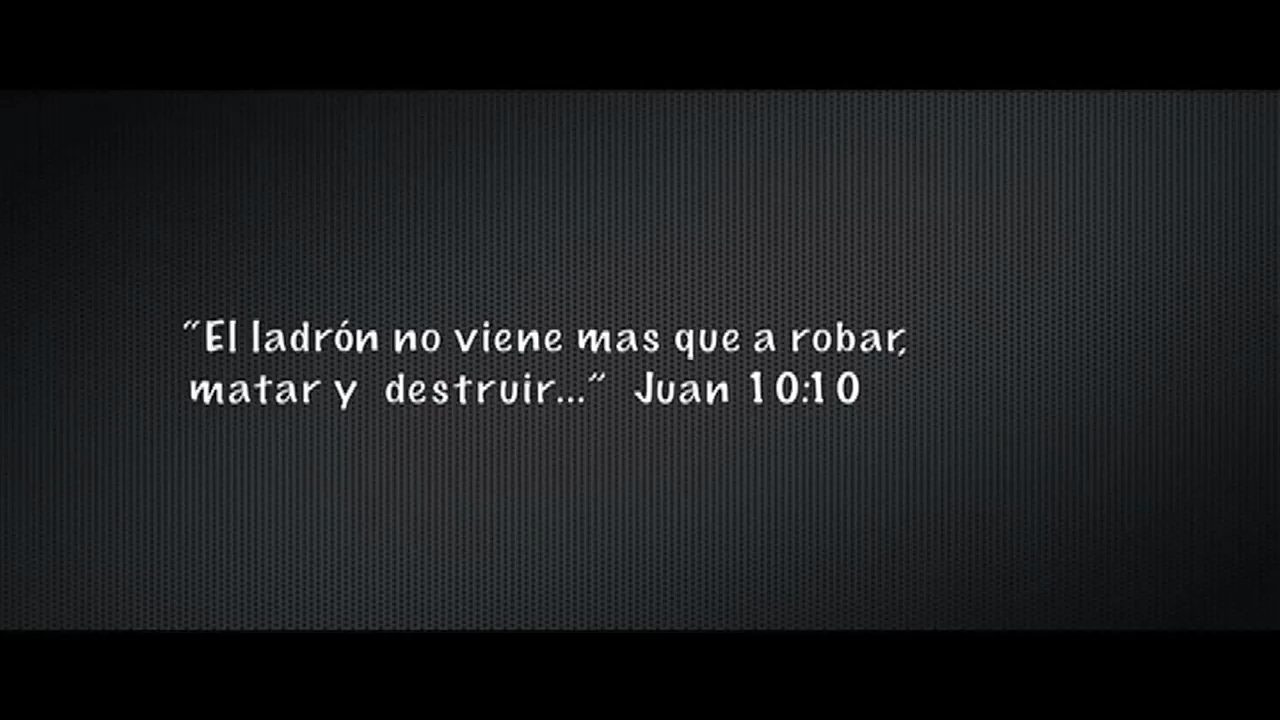 “El ladrón no viene mas que a robar,
matar y destruir...” Juan 10:10